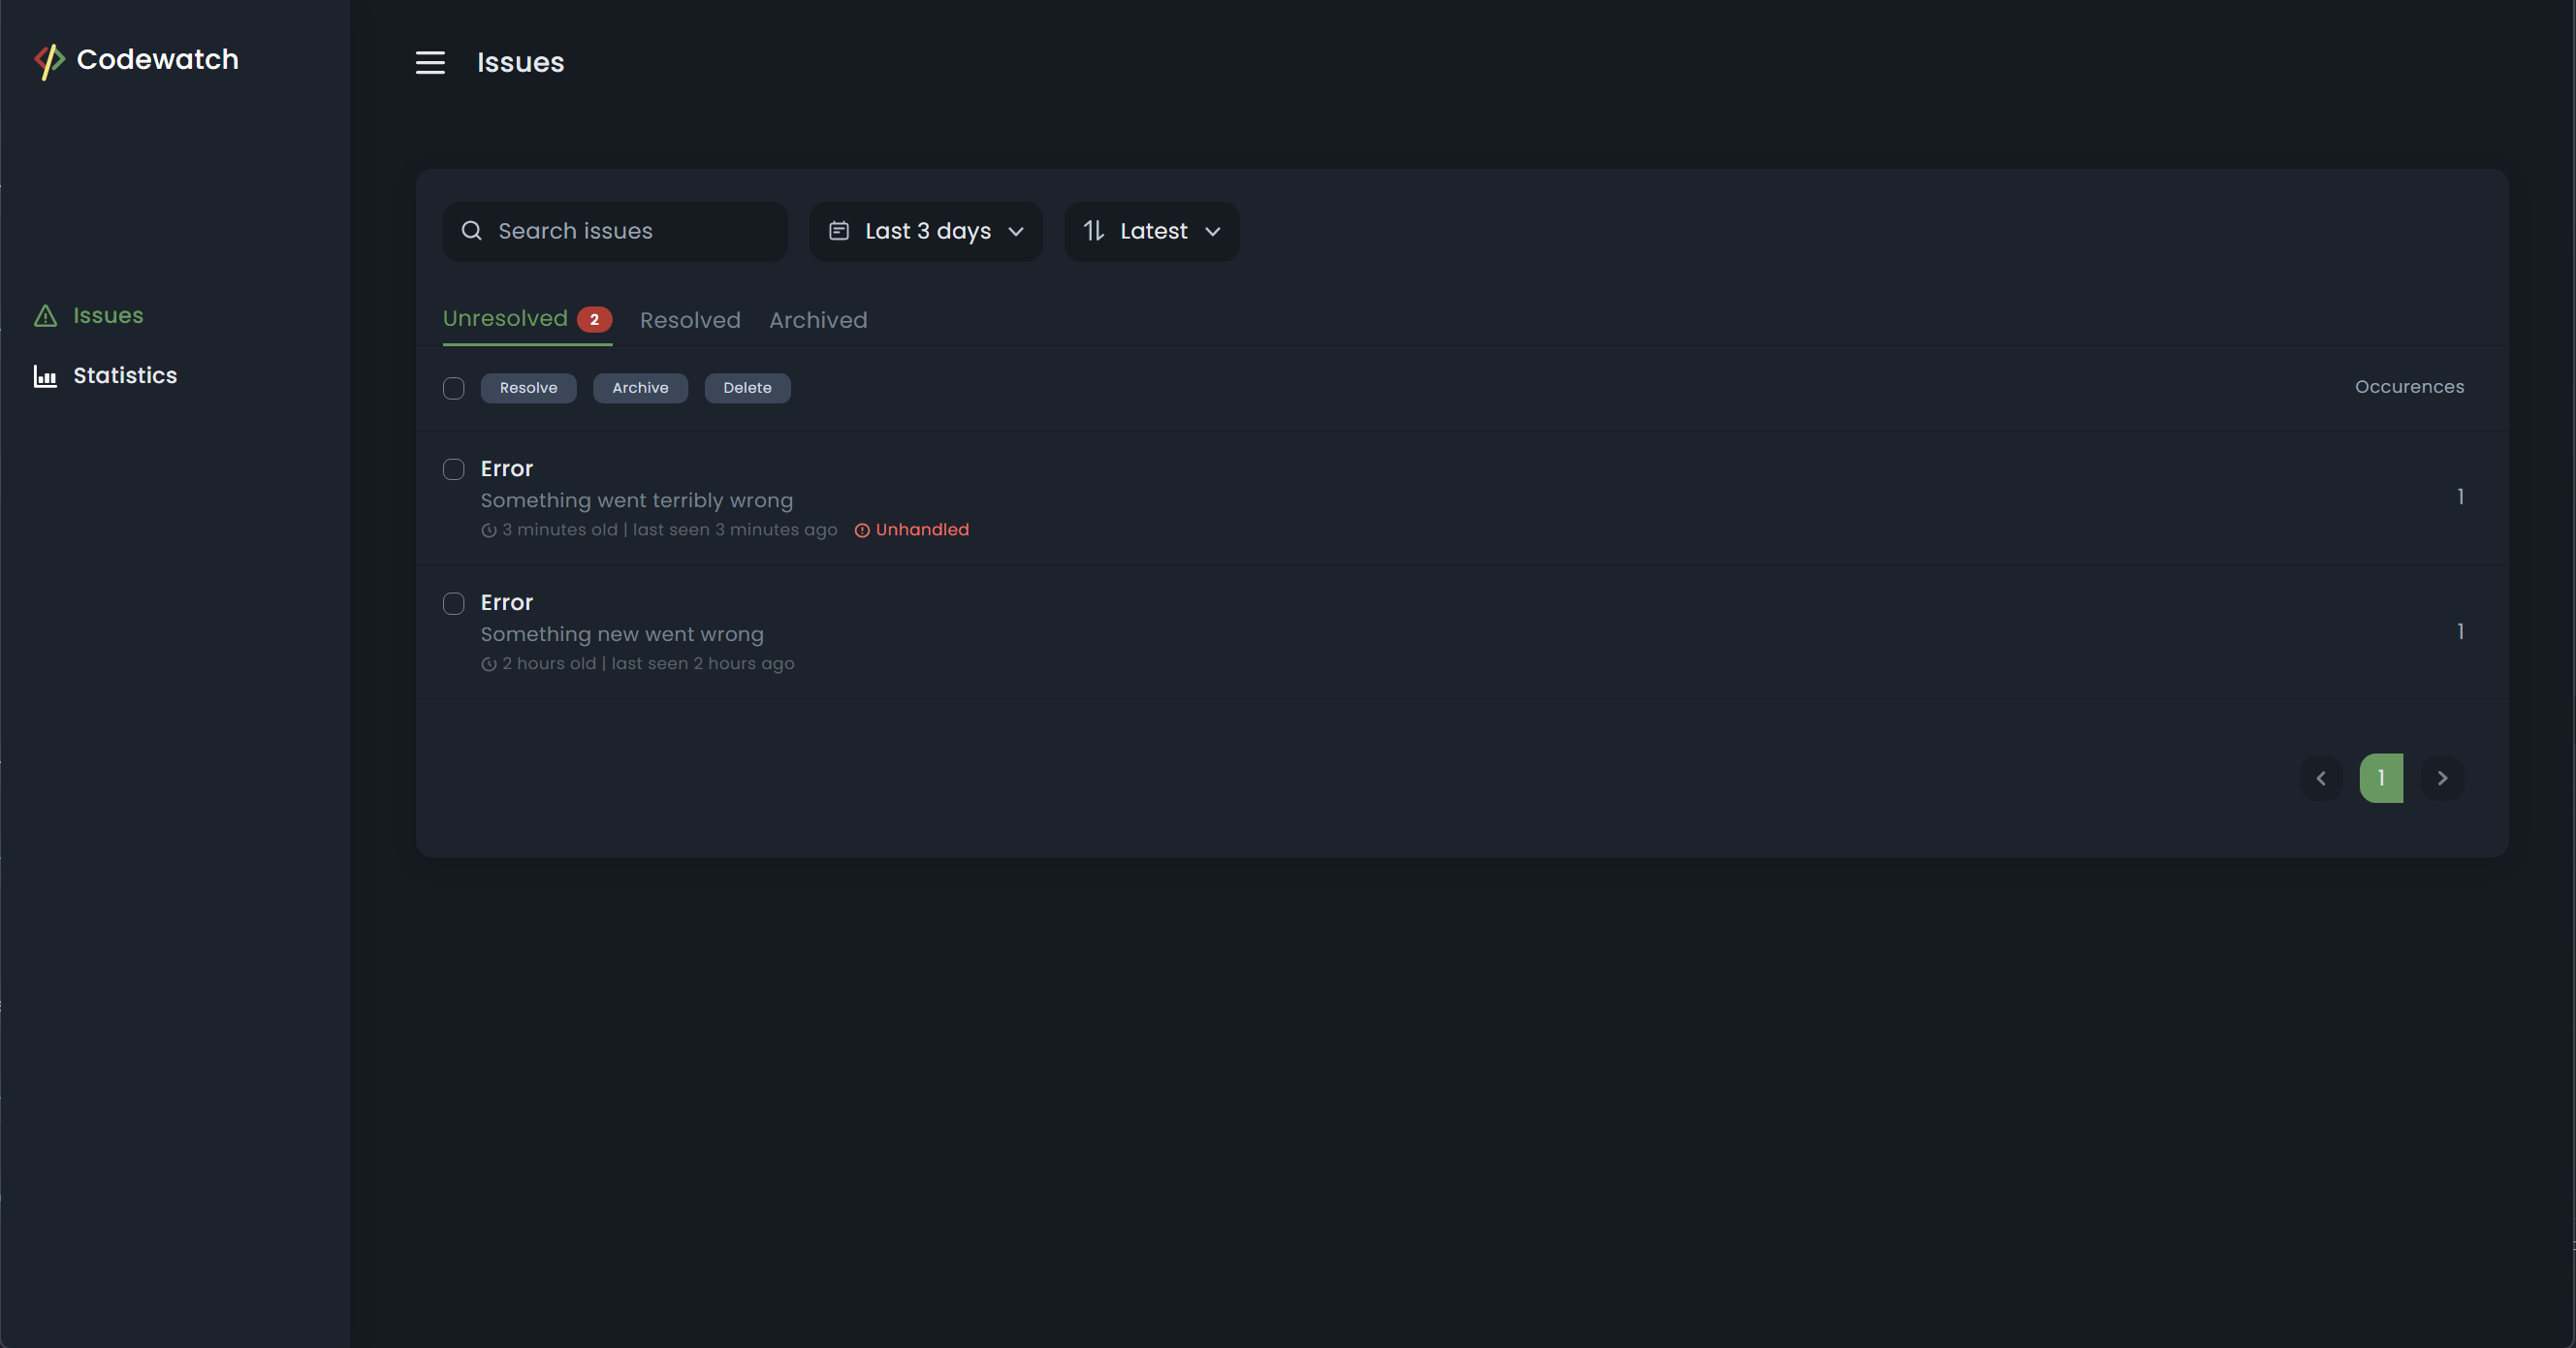 Codewatch
Issues
Issues
Statistics
Search issues
Last 3 days
Latest
Unresolved 2
Resolved
Archived
Resolve
Archive
Delete
Occurences
Error
Something went terribly wrong
3 minutes old | last seen 3 minutes ago
Unhandled
1
Error
Something new went wrong
2 hours old | last seen 2 hours ago
1
1